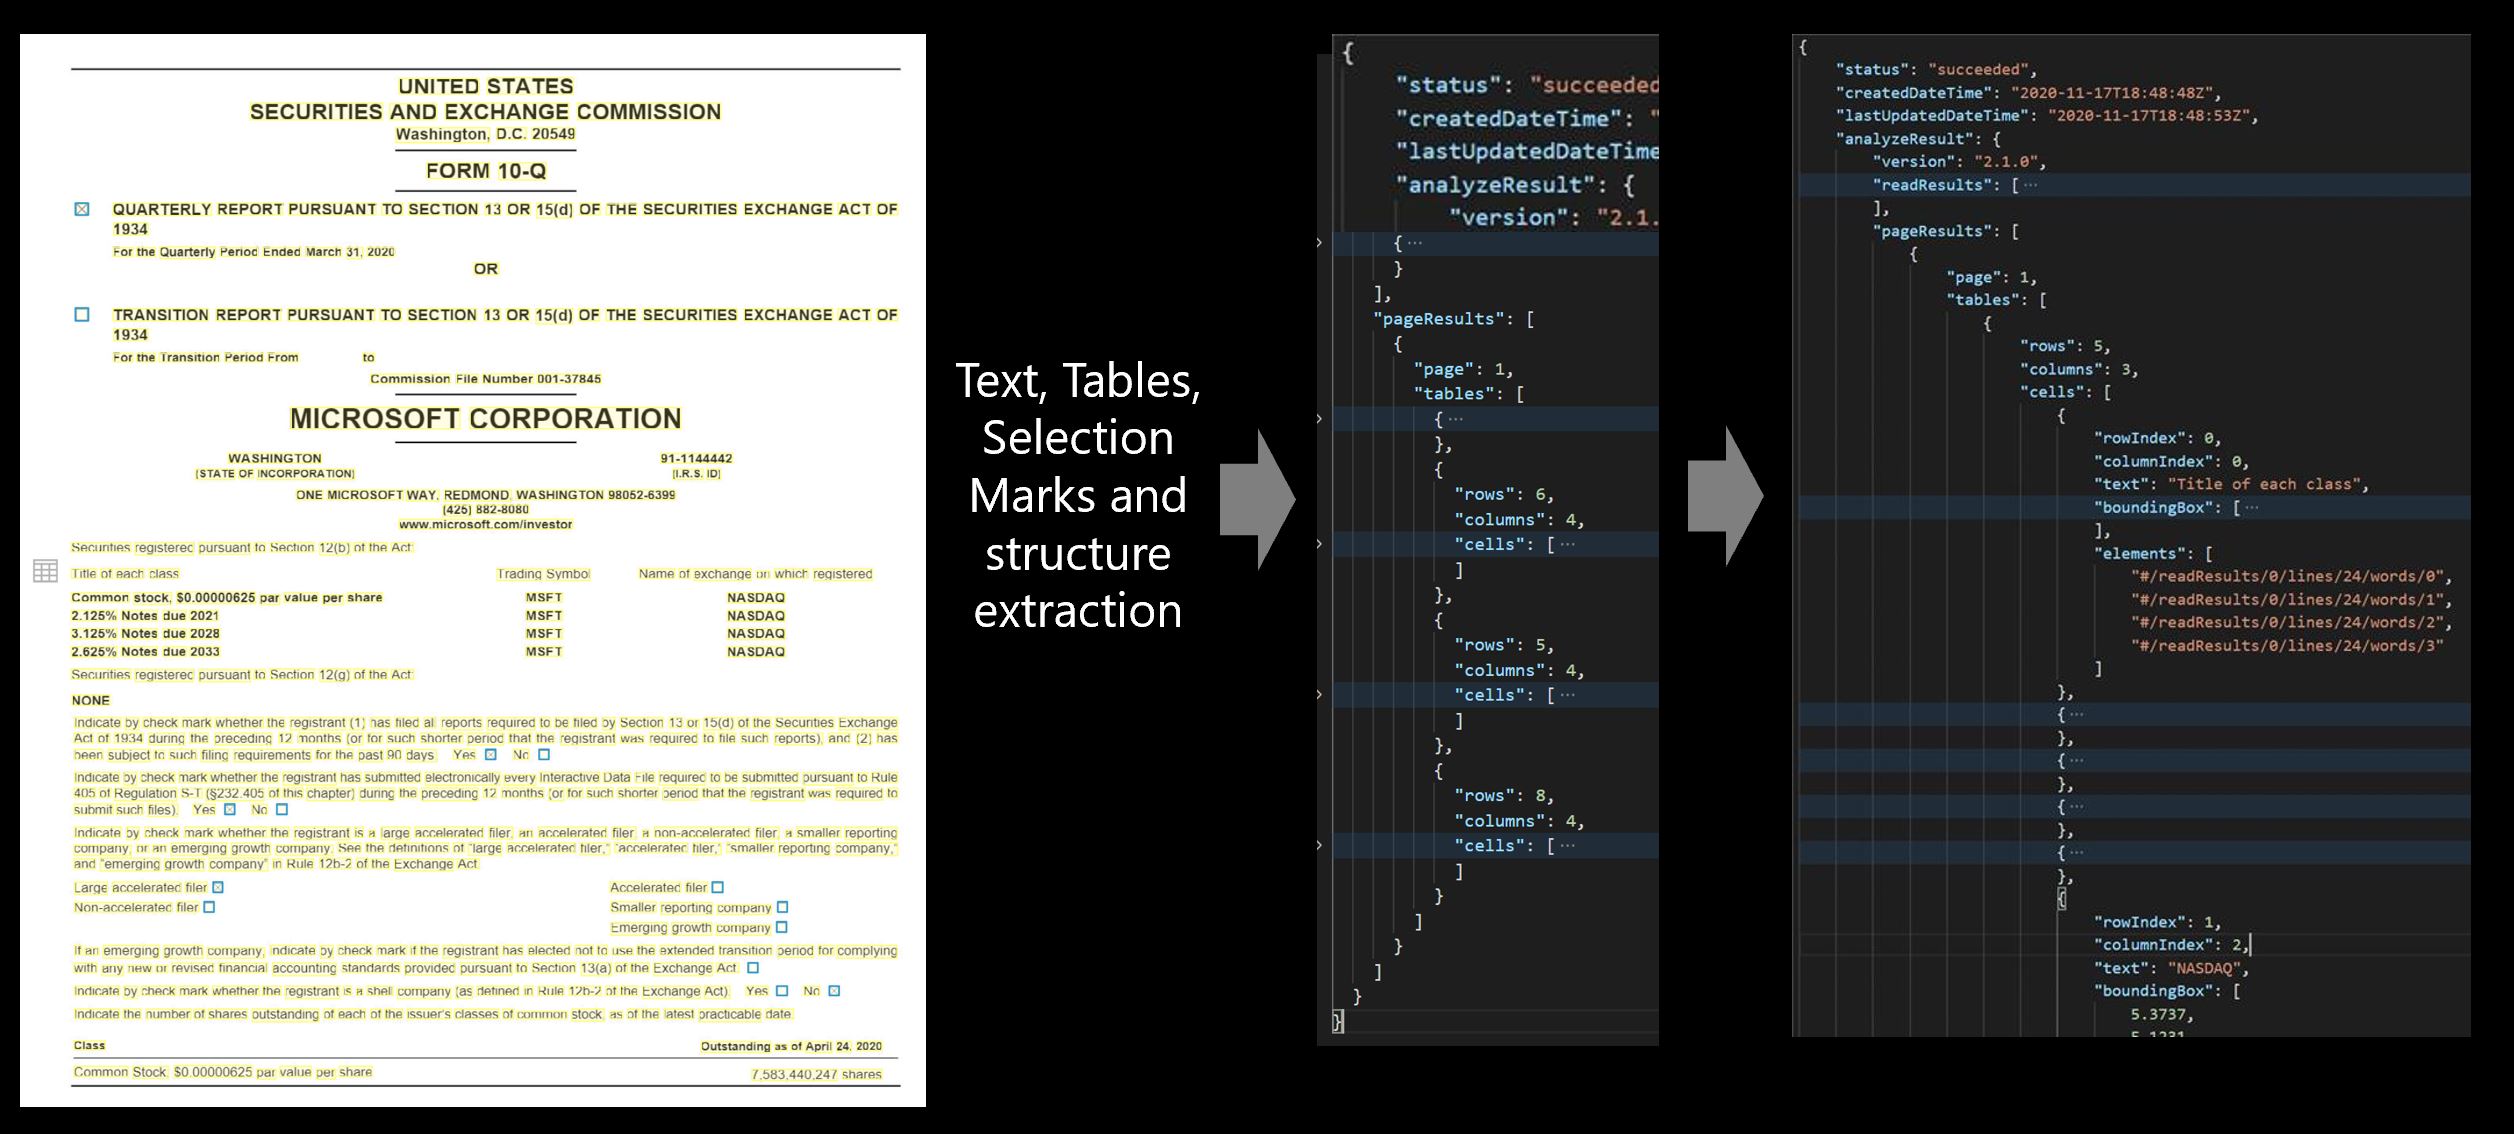 UNITED STATES
SECURITIES AND EXCHANGE COMMISSION
Washington, D.C. 20549
FORM 10-Q
QUARTERLY REPORT PURSUANT TO SECTION 13 OR 15(d) OF THE SECURITIES EXCHANGE ACT OF
1934
For the Quarterly Period Ended March 31, 2020
OR
TRANSITION REPORT PURSUANT TO SECTION 13 OR 15(d) OF THE SECURITIES EXCHANGE ACT OF
1934
For the Transition Period From to
Commission File Number 001-37845
MICROSOFT CORPORATION
WASHINGTON 91-1144442
(STATE OF INCORPORATION) (I.R.S. ID)
ONE MICROSOFT WAY, REDMOND, WASHINGTON 98052-6399
(425) 882-8080
www.microsoft.com/investor
Securities registered pursuant to Section 12(b) of the Act:
Title of each class Trading Symbol Name of exchange on which registered
Common stock, $0.00000625 par value per share MSFT NASDAQ
2.125% Notes due 2021 MSFT NASDAQ
3.125% Notes due 2028 MSFT NASDAQ
2.625% Notes due 2033 MSFT NASDAQ
Securities registered pursuant to Section 12(g) of the Act:
NONE
Indicate by check mark whether the registrant (1) has filed all reports required to be filed by Section 13 or 15(d) of the Securities Exchange
Act of 1934 during the preceding 12 months (or for such shorter period that the registrant was required to file such reports), and (2) has
been subject to such filing requirements for the past 90 days. Yes ☒ No ☐
Indicate by check mark whether the registrant has submitted electronically every Interactive Data File required to be submitted pursuant to Rule
405 of Regulation S-T (§232.405 of this chapter) during the preceding 12 months (or for such shorter period that the registrant was required to
submit such files). Yes ☒ No ☐
Indicate by check mark whether the registrant is a large accelerated filer, an accelerated filer, a non-accelerated filer, a smaller reporting
company, or an emerging growth company. See the definitions of "large accelerated filer," "accelerated filer," "smaller reporting company,"
and "emerging growth company" in Rule 12b-2 of the Exchange Act.
Large accelerated filer ☒ Accelerated filer ☐
Non-accelerated filer ☐ Smaller reporting company ☐
Emerging growth company ☐
If an emerging growth company, indicate by check mark if the registrant has elected not to use the extended transition period for complying
with any new or revised financial accounting standards provided pursuant to Section 13(a) of the Exchange Act. ☐
Indicate by check mark whether the registrant is a shell company (as defined in Rule 12b-2 of the Exchange Act). Yes ☐ No ☒
Indicate the number of shares outstanding of each of the issuer's classes of common stock, as of the latest practicable date.
Class Outstanding as of April 24, 2020
Common Stock, $0.00000625 par value per share 7,583,440,247 shares
Text, Tables,
Selection
Marks and
structure
extraction
{
"status": "succeeded
"createdDateTime": "
"lastUpdatedDateTime
"analyzeResult": {
"version": "2.1.
{ ...
}
],
"pageResults": [
{
"page": 1,
"tables": [
{ ...
},
{
"rows": 6,
"columns": 4,
"cells": [ ...
]
},
{
"rows": 5,
"columns": 4,
"cells": [ ...
]
},
{
"rows": 8,
"columns": 4,
"cells": [ ...
]
}
]
}
]
}
}
{
"status": "succeeded",
"createdDateTime": "2020-11-17T18:48:48Z",
"lastUpdatedDateTime": "2020-11-17T18:48:53Z",
"analyzeResult": {
"version": "2.1.0",
"readResults": [ ...
],
"pageResults": [
{
"page": 1,
"tables": [
{
"rows": 5,
"columns": 3,
"cells": [
{
"rowIndex": 0,
"columnIndex": 0,
"text": "Title of each class",
"boundingBox": [ ...
],
"elements": [
"#/readResults/0/lines/24/words/0",
"#/readResults/0/lines/24/words/1",
"#/readResults/0/lines/24/words/2",
"#/readResults/0/lines/24/words/3"
]
},
{ ...
},
{ ...
},
{ ...
},
{ ...
},
{
"rowIndex": 1,
"columnIndex": 2,
"text": "NASDAQ",
"boundingBox": [
5.3737,